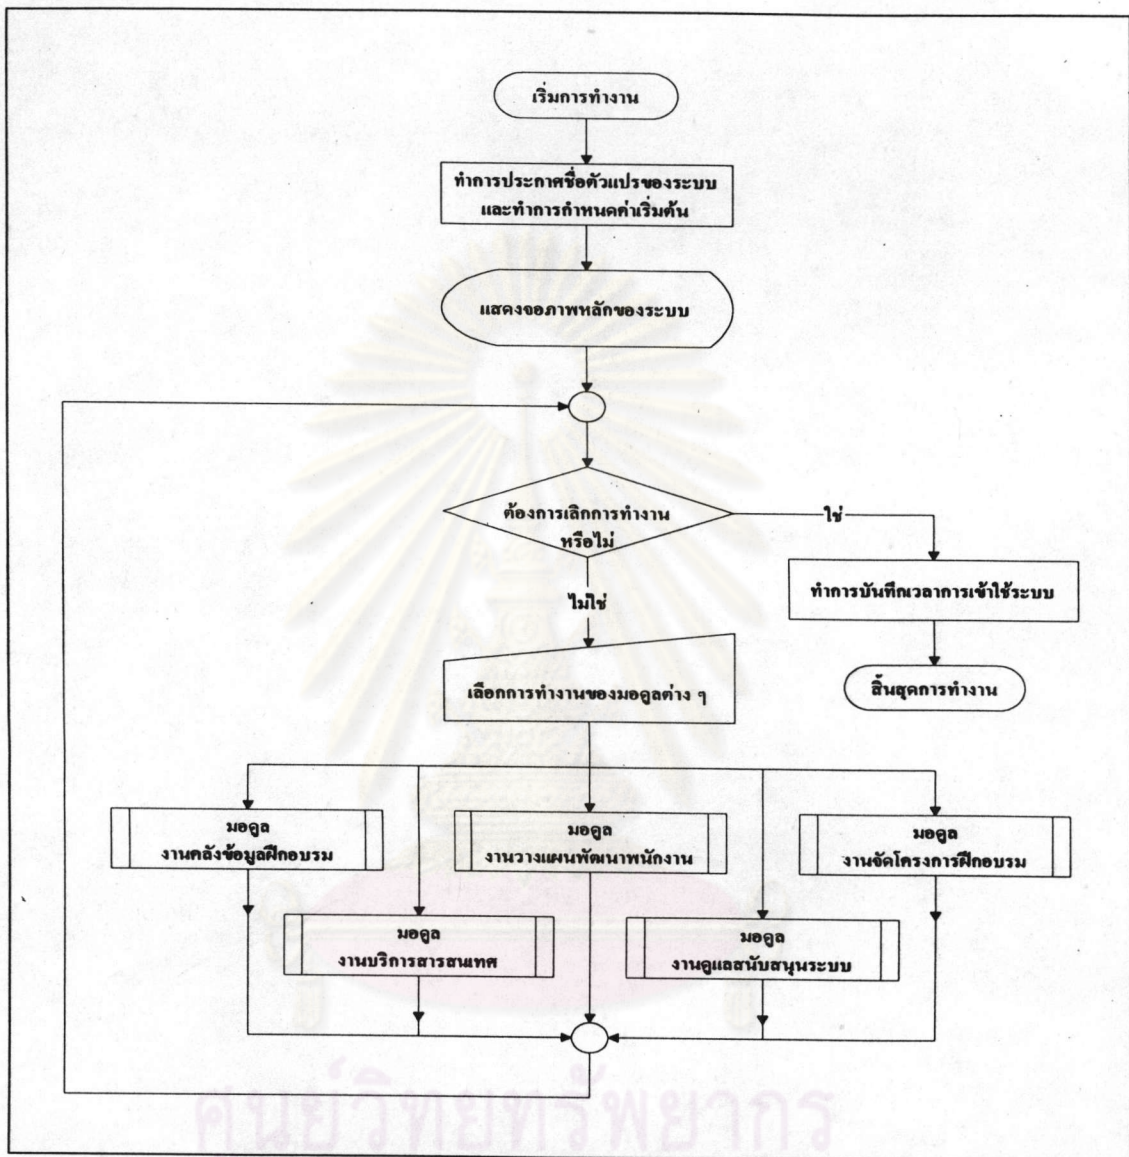 เริ่มการทำงาน
ทำการประกาศชื่อตัวแปรของระบบ
และทำการกำหนดค่าเริ่มต้น
แสดงจอภาพหลักของระบบ
ต้องการเลิกการทำงาน
หรือไม่
ใช่
ทำการบันทึกเวลาการเข้าใช้ระบบ
ไม่ใช่
สิ้นสุดการทำงาน
เลือกการทำงานของมอดูลต่าง ๆ
มอดูล
งานคลังข้อมูลฝึกอบรม
มอดูล
งานวางแผนพัฒนาพนักงาน
มอดูล
งานจัดโครงการฝึกอบรม
มอดูล
งานบริการสารสนเทศ
มอดูล
งานดูแลสนับสนุนระบบ
ศูนย์วิทยทรัพยากร